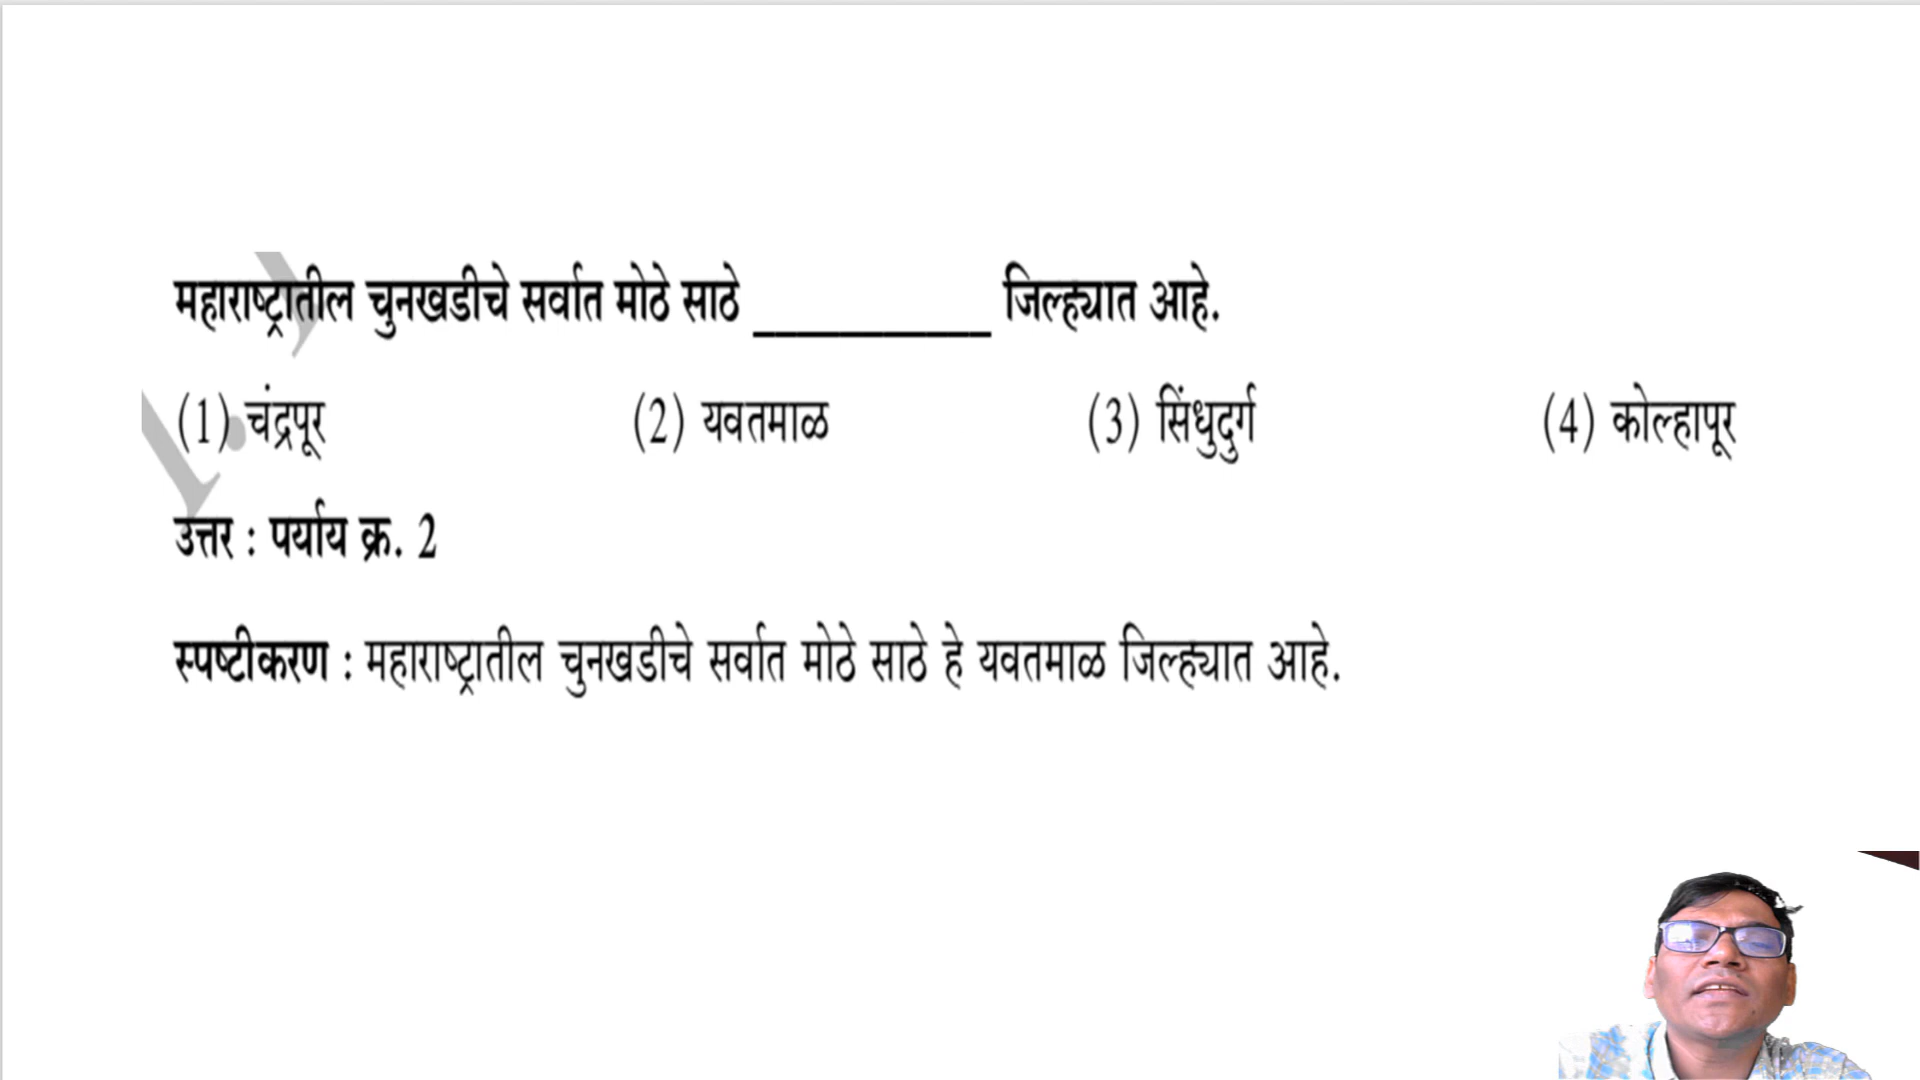 महाराष्ट्रातील चुनखडीचे सर्वात मोठे साठे ___________ जिल्ह्यात आहे.
(1) चंद्रपूर (2) यवतमाळ (3) सिंधुदुर्ग (4) कोल्हापूर
उत्तर : पर्याय क्र. 2
स्पष्टीकरण : महाराष्ट्रातील चुनखडीचे सर्वात मोठे साठे हे यवतमाळ जिल्ह्यात आहे.